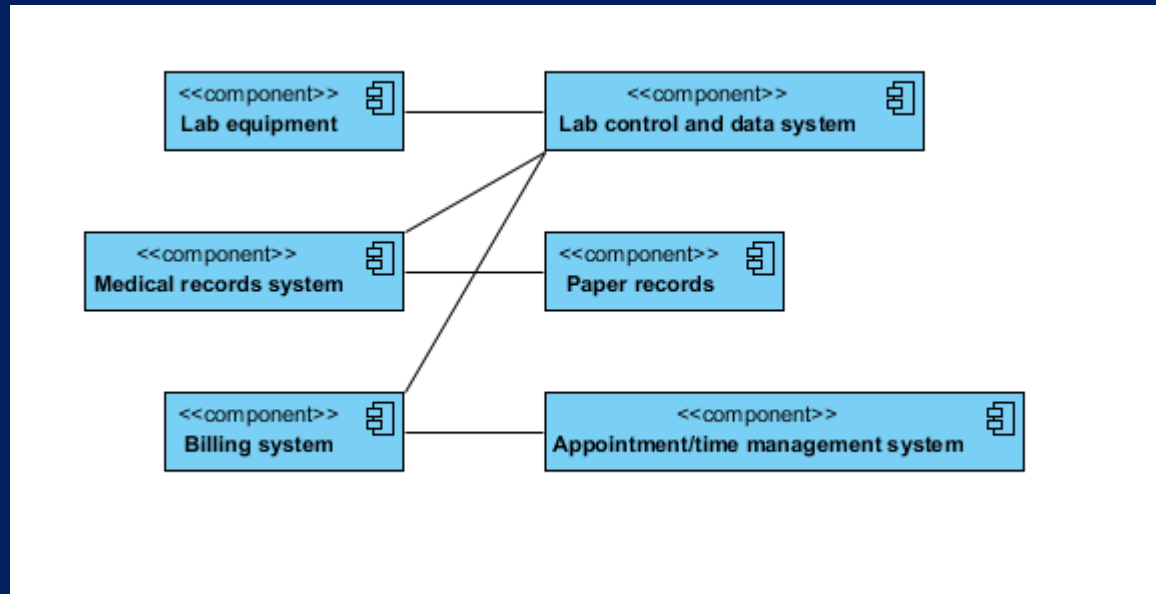 <<component>>
Lab equipment
<<component>>
Lab control and data system
<<component>>
Medical records system
<<component>>
Paper records
<<component>>
Billing system
<<component>>
Appointment/time management system